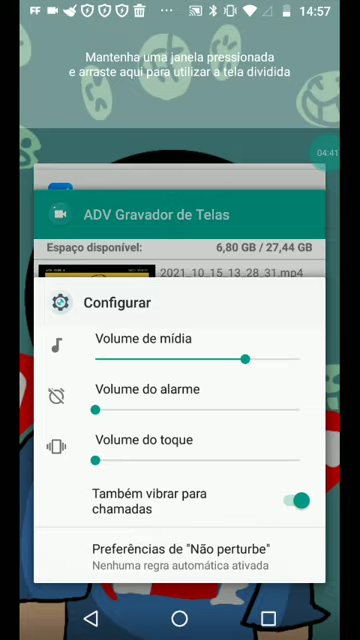 14:57
Mantenha uma janela pressionada
e arraste aqui para utilizar a tela dividida
04:41
ADV Gravador de Telas
Espaço disponível: 6,80 GB / 27,44 GB
2021_10_15_13_28_31.mp4
Configurar
Volume de mídia
Volume do alarme
Volume do toque
Também vibrar para
chamadas
Preferências de "Não perturbe"
Nenhuma regra automática ativada